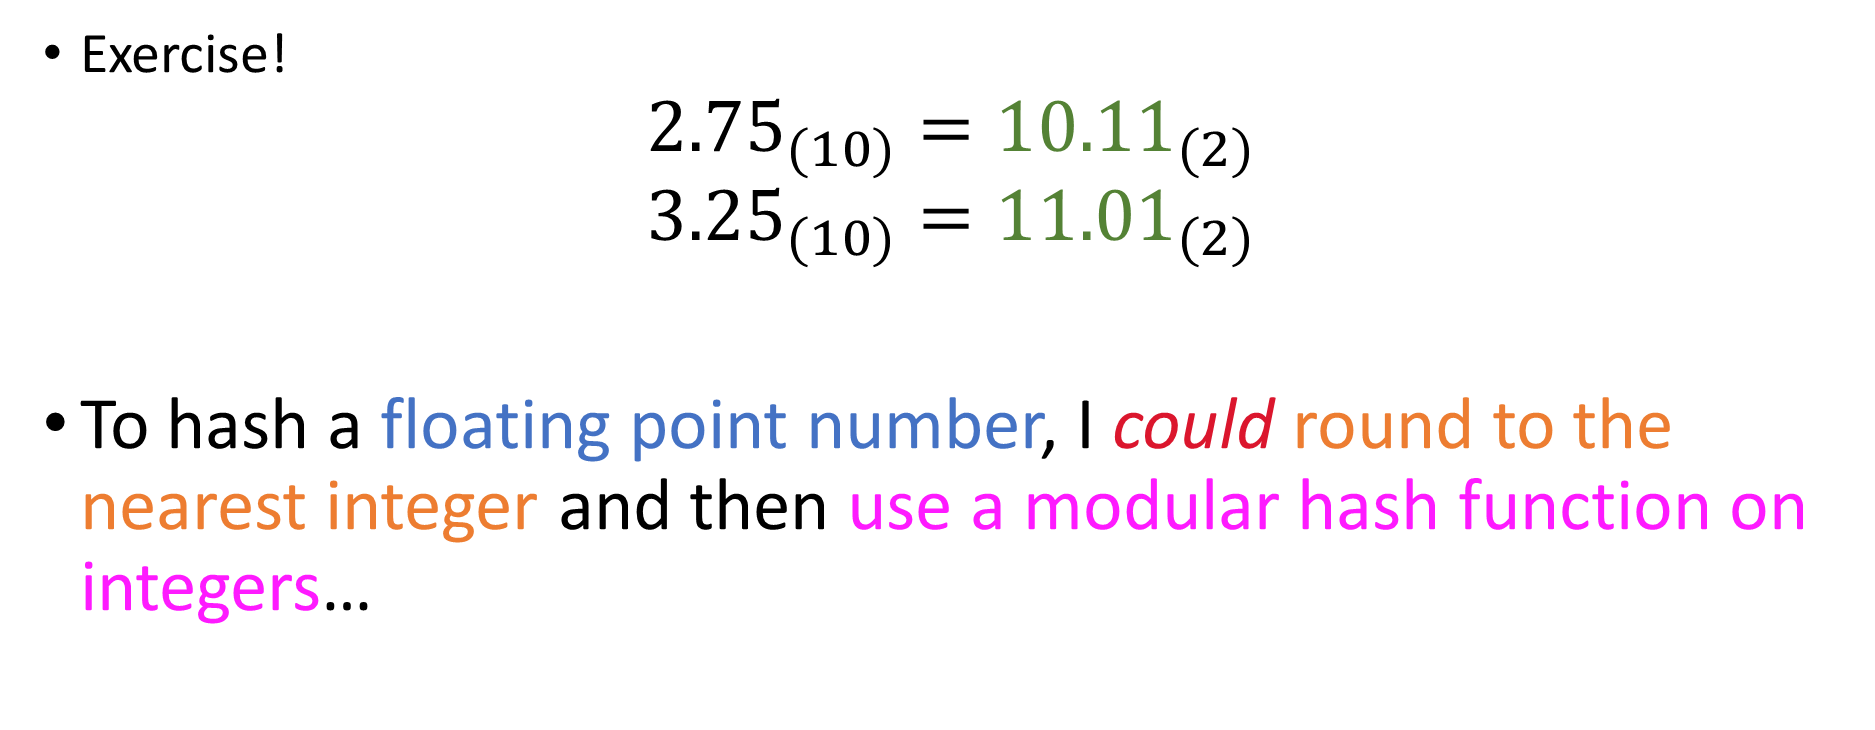 • Exercise!
2.75(10) = 10.11(2)
3.25(10) = 11.01(2)
• To hash a floating point number, I could round to the
nearest integer and then use a modular hash function on
integers…